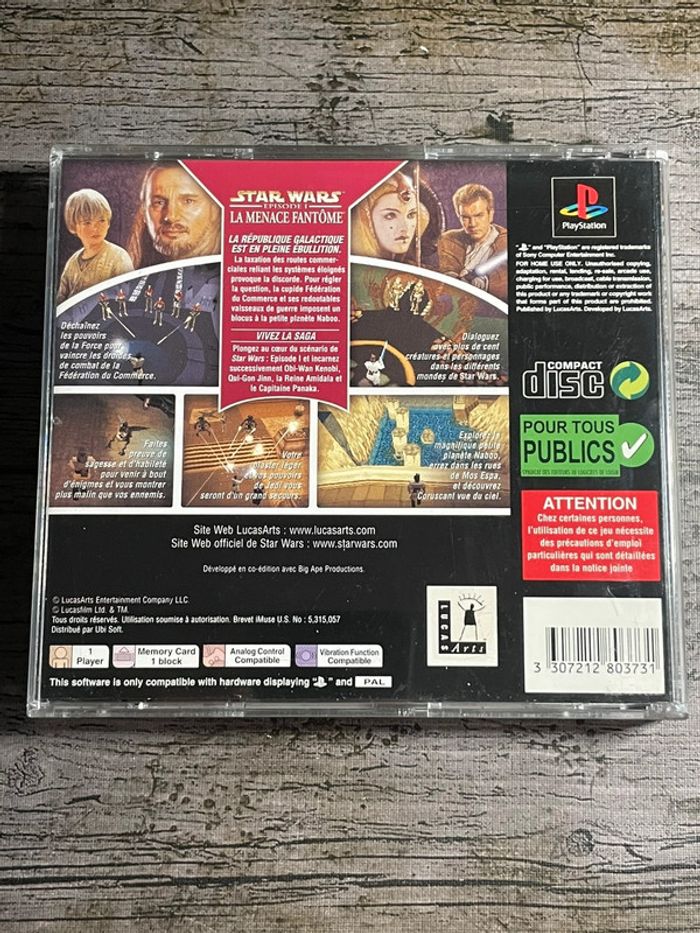 STAR WARS
EPISODE I
LA MENACE FANTÔME
LA RÉPUBLIQUE GALACTIQUE
EST EN PLEINE ÉBULLITION.
La taxation des routes commer-
ciales reliant les systèmes éloignés
provoque la discorde. Pour régler
la question, la cupide Fédération
du Commerce et ses redoutables
vaisseaux de guerre imposent un
blocus à la petite planète Naboo.
VIVEZ LA SAGA
Plongez au cœur du scénario de
Star Wars : Episode I et incarnez
successivement Obi-Wan Kenobi,
Qui-Gon Jinn, la Reine Amidala et
le Capitaine Panaka.
Déchaînez
les pouvoirs
de la Force pour
vaincre les droïdes
de combat de la
Fédération du Commerce.
Dialoguez
avec plus de cent
créatures et personnages
dans les différents
mondes de Star Wars.
Faites
preuve de
sagesse et d'habileté
pour venir à bout
d'énigmes et vous montrer
plus malin que vos ennemis.
Votre
blaster léger
et vos pouvoirs
de Jedi vous
seront d'un grand secours.
Explorez la
magnifique petite
planète Naboo,
errez dans les rues
de Mos Espa,
et découvrez
Coruscant vue du ciel.
Site Web LucasArts : www.lucasarts.com
Site Web officiel de Star Wars : www.starwars.com
Développé en co-édition avec Big Ape Productions.
© LucasArts Entertainment Company LLC.
© Lucasfilm Ltd. & TM.
Tous droits réservés. Utilisation soumise à autorisation. Brevet iMuse U.S. No : 5,315,057
Distribué par Ubi Soft.
LUCAS
Arts
1
Player
Memory Card
1 block
Analog Control
Compatible
Vibration Function
Compatible
This software is only compatible with hardware displaying " " and PAL
PlayStation
" " and "PlayStation" are registered trademarks
of Sony Computer Entertainment Inc.
FOR HOME USE ONLY. Unauthorised copying,
adaptation, rental, lending, re-sale, arcade use,
charging for use, broadcast, cable transmission,
public performance, distribution or extraction of
this product or any trademark or copyright work
that forms part of this product are prohibited.
Published by LucasArts. Developed by LucasArts.
COMPACT
disc
POUR TOUS
PUBLICS
SYNDICAT DES EDITEURS DE LOGICIELS DE LOISIRS
ATTENTION
Chez certaines personnes,
l'utilisation de ce jeu nécessite
des précautions d'emploi
particulières qui sont détaillées
dans la notice jointe
3 307212 803731